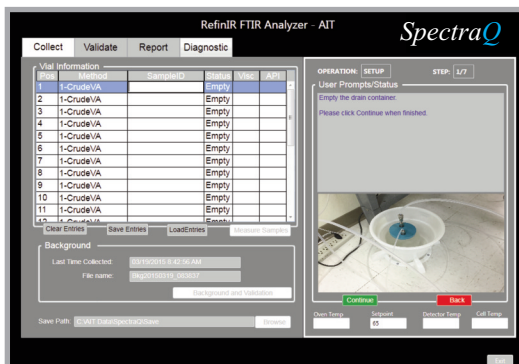 RefinIR FTIR Analyzer - AIT
SpectraQ
Collect Validate Report Diagnostic
Vial Information
Pos Method SampleID Status Visc API
1 1-CrudeVA Empty
2 1-CrudeVA Empty
3 1-CrudeVA Empty
4 1-CrudeVA Empty
5 1-CrudeVA Empty
6 1-CrudeVA Empty
7 1-CrudeVA Empty
8 1-CrudeVA Empty
9 1-CrudeVA Empty
10 1-CrudeVA Empty
11 1-CrudeVA Empty
12 1-CrudeVA Empty
Clear Entries Save Entries LoadEntries Measure Samples
Background
Last Time Collected: 03/19/2015 8:42:56 AM
File name:
Background and Validation
Save Path: C:\AIT Data\SpectraQ\Save Browse
OPERATION: SETUP STEP: 1/7
User Prompts/Status
Empty the drain container.
Please click Continue when finished.
Continue Back
Oven Temp Setpoint Detector Temp Cell Temp
65
Exit